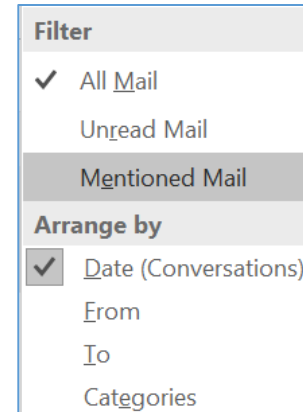 Filter
All Mail
Unread Mail
Mentioned Mail
Arrange by
Date (Conversations)
From
To
Categories